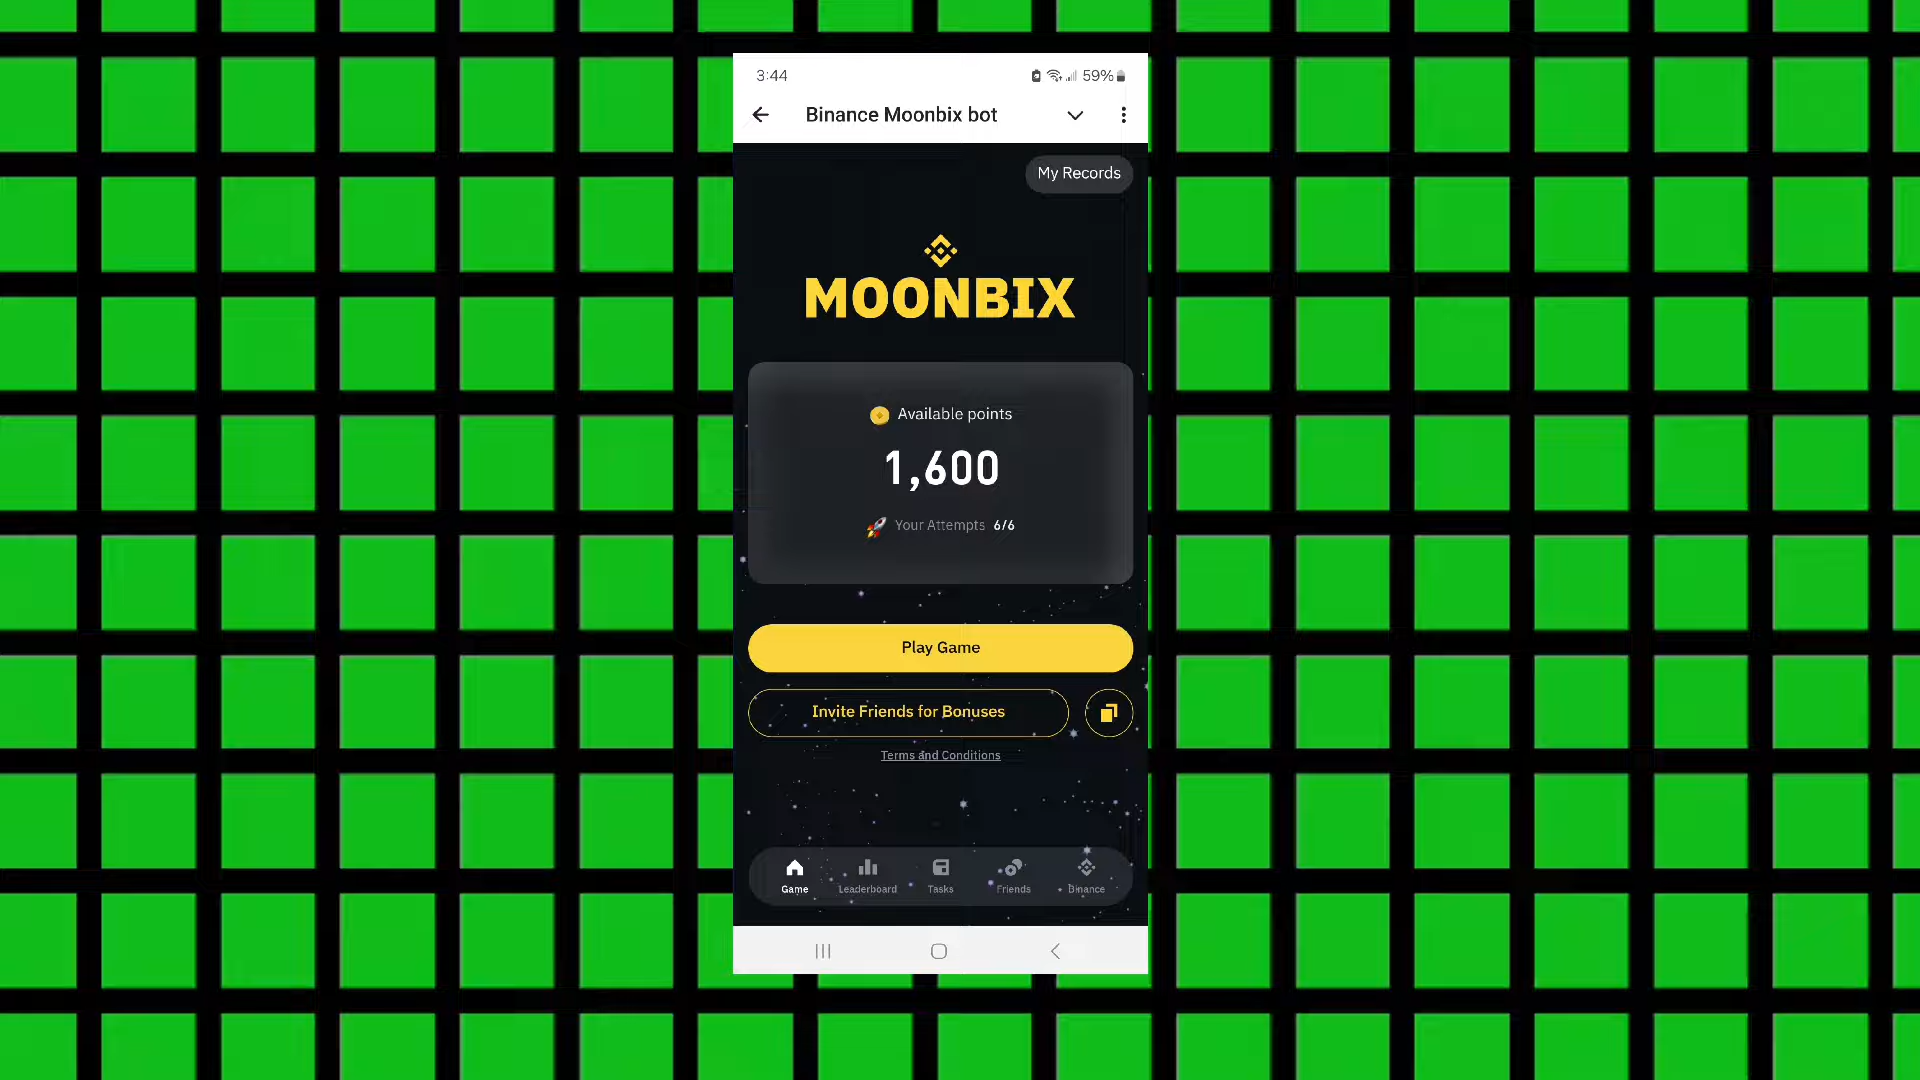 3:44
59%
Binance Moonbix bot
My Records
MOONBIX
Available points
1,600
Your Attempts 6/6
Play Game
Invite Friends for Bonuses
Terms and Conditions
Game Leaderboard Tasks Friends Binance